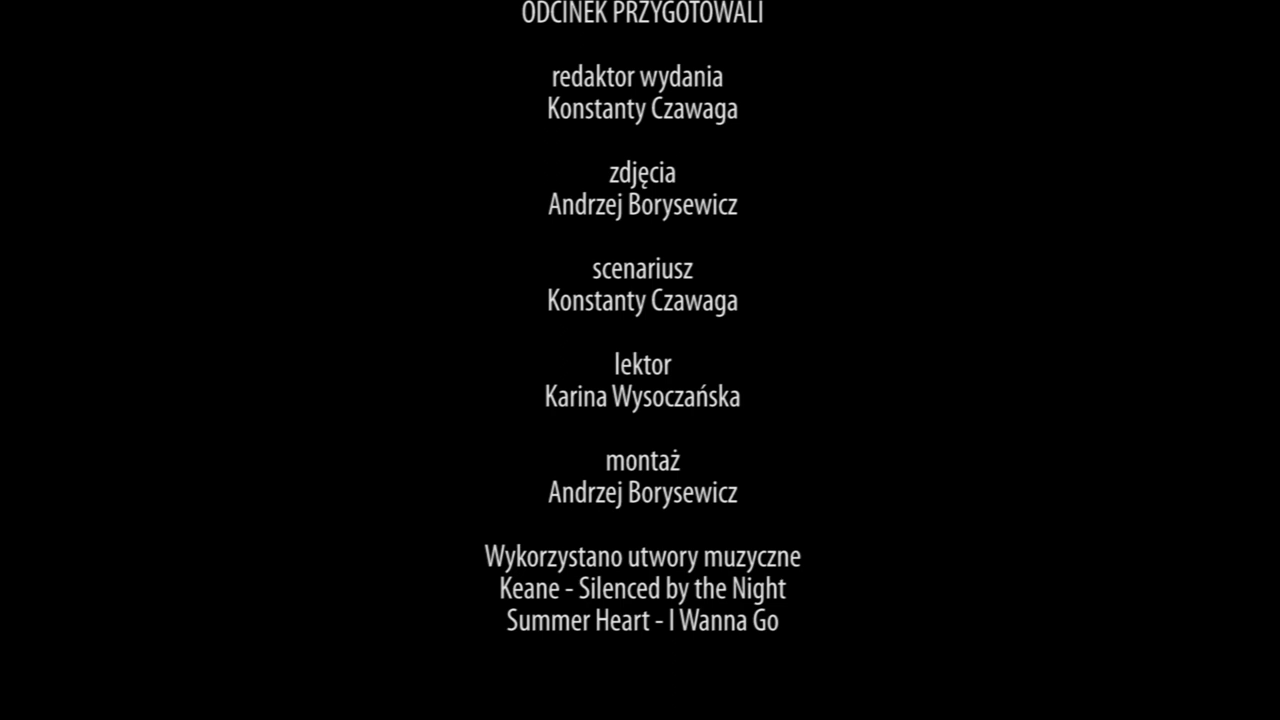 ODCINEK PRZYGOTOWALI
redaktor wydania
Konstanty Czawaga
zdjęcia
Andrzej Borysewicz
scenariusz
Konstanty Czawaga
lektor
Karina Wysoczańska
montaż
Andrzej Borysewicz
Wykorzystano utwory muzyczne
Keane - Silenced by the Night
Summer Heart - I Wanna Go